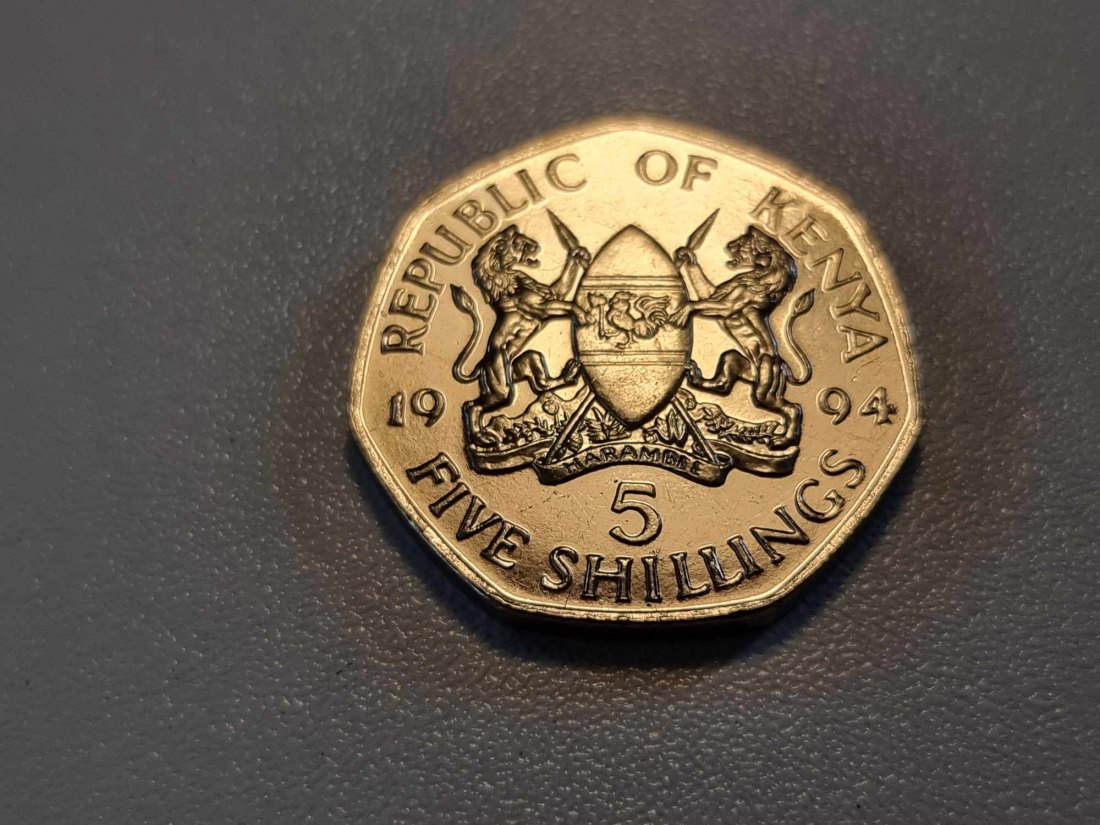 REPUBLIC OF KENYA
19 94
HARAMBEE
5
FIVE SHILLINGS